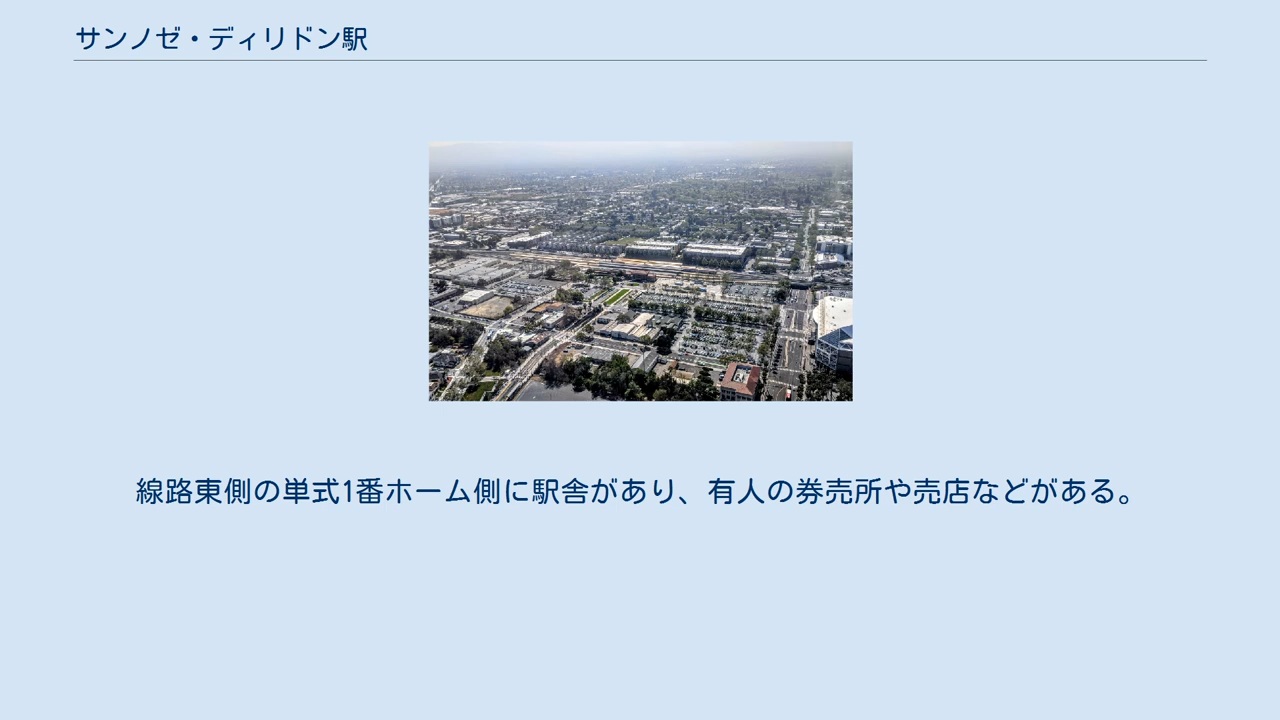 サンノゼ・ディリドン駅
線路東側の単式1番ホーム側に駅舎があり、有人の券売所や売店などがある。